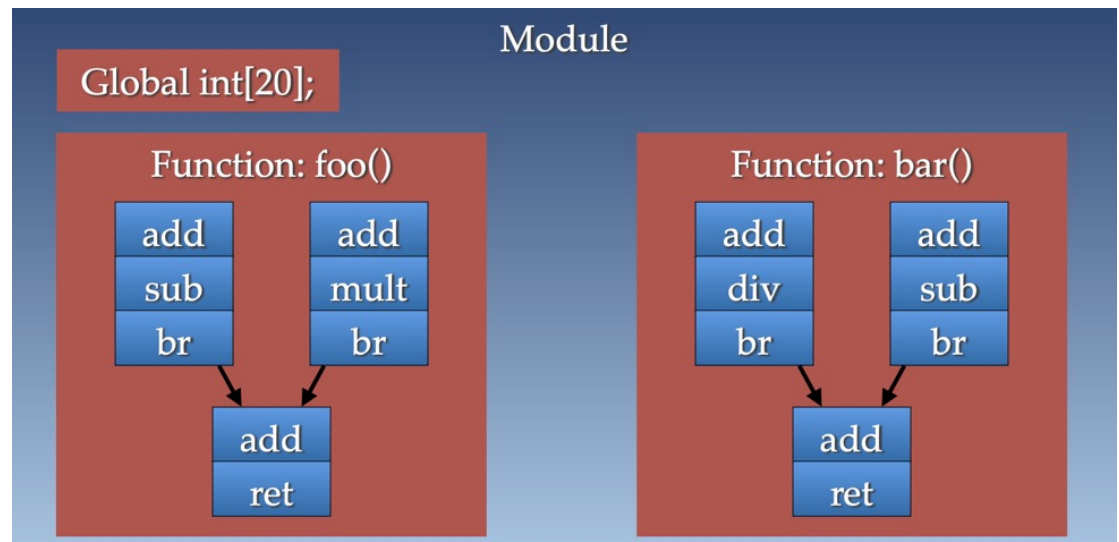 Module
Global int[20];
Function: foo()
add
sub
br
add
mult
br
add
ret
Function: bar()
add
div
br
add
sub
br
add
ret